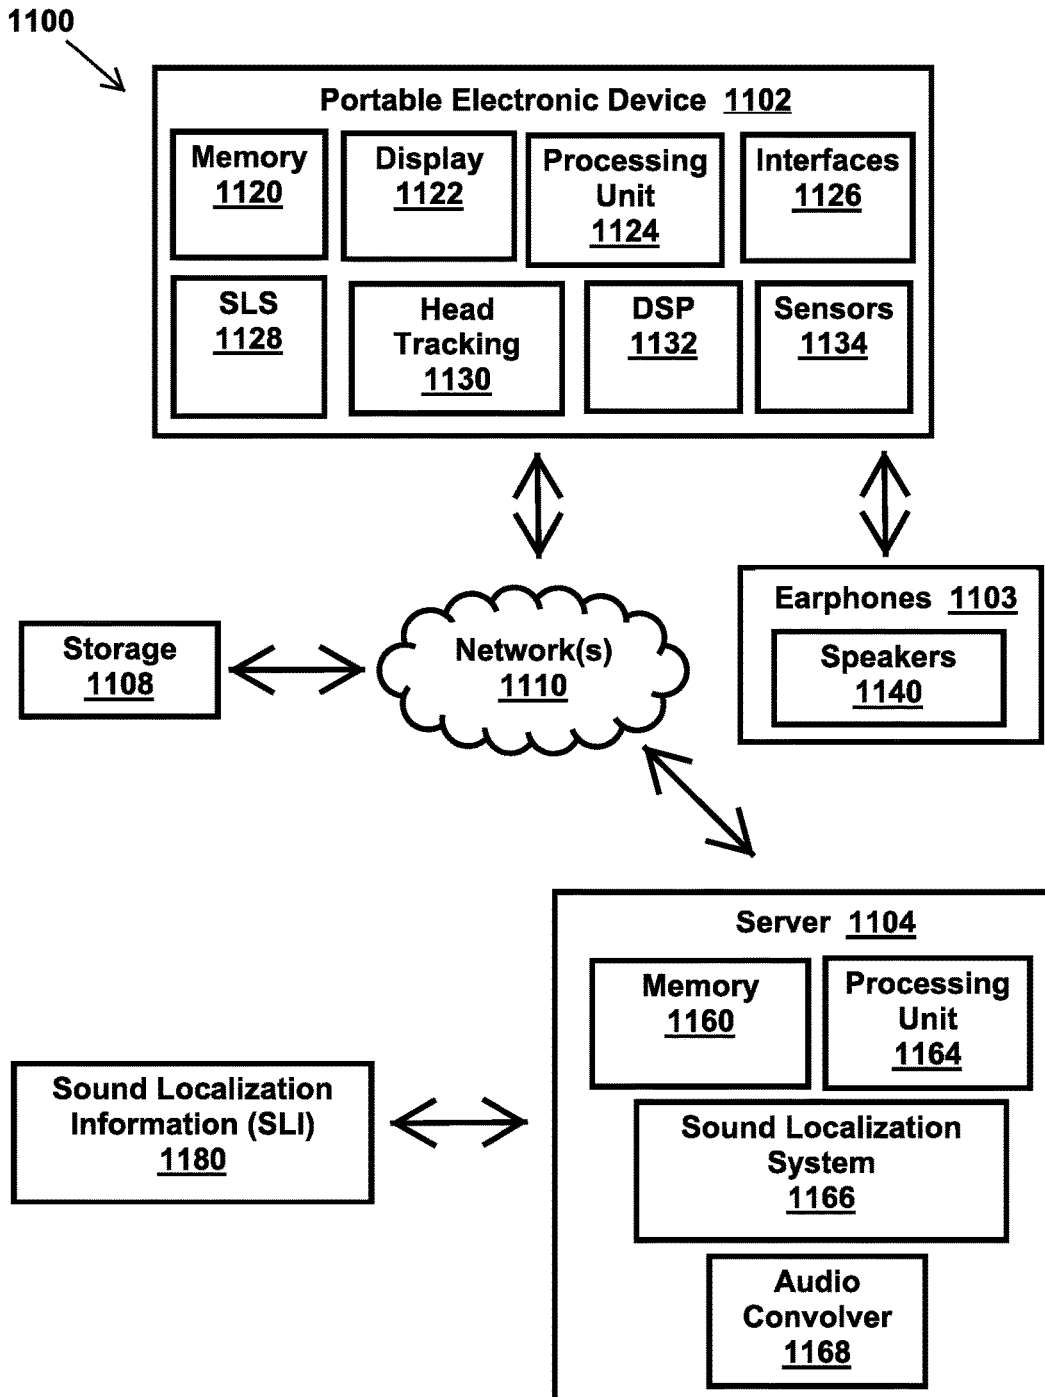 1100
Portable Electronic Device 1102
Memory
1120
Display
1122
Processing
Unit
1124
Interfaces
1126
SLS
1128
Head
Tracking
1130
DSP
1132
Sensors
1134
Earphones 1103
Speakers
1140
Storage
1108
Network(s)
1110
Server 1104
Memory
1160
Processing
Unit
1164
Sound Localization
Information (SLI)
1180
Sound Localization
System
1166
Audio
Convolver
1168